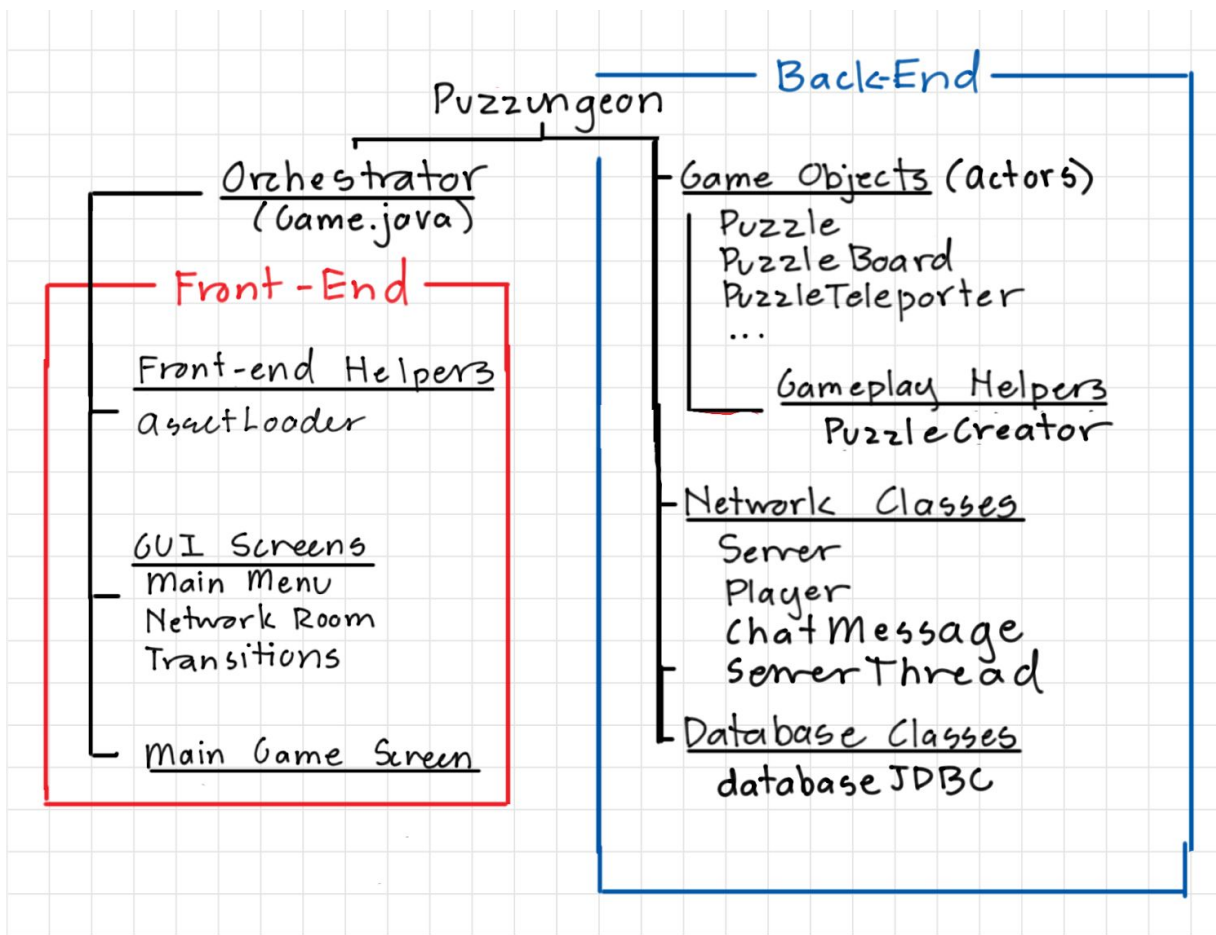 Puzzungeon
Orchestrator
(Game.java)
Front-End
Front-end Helpers
assetLoader
GUI Screens
Main Menu
Network Room
Transitions
Main Game Screen
Back-End
Game Objects (actors)
Puzzle
PuzzleBoard
PuzzleTeleporter
...
Gameplay Helpers
PuzzleCreator
Network Classes
Server
Player
ChatMessage
ServerThread
Database Classes
databaseJDBC